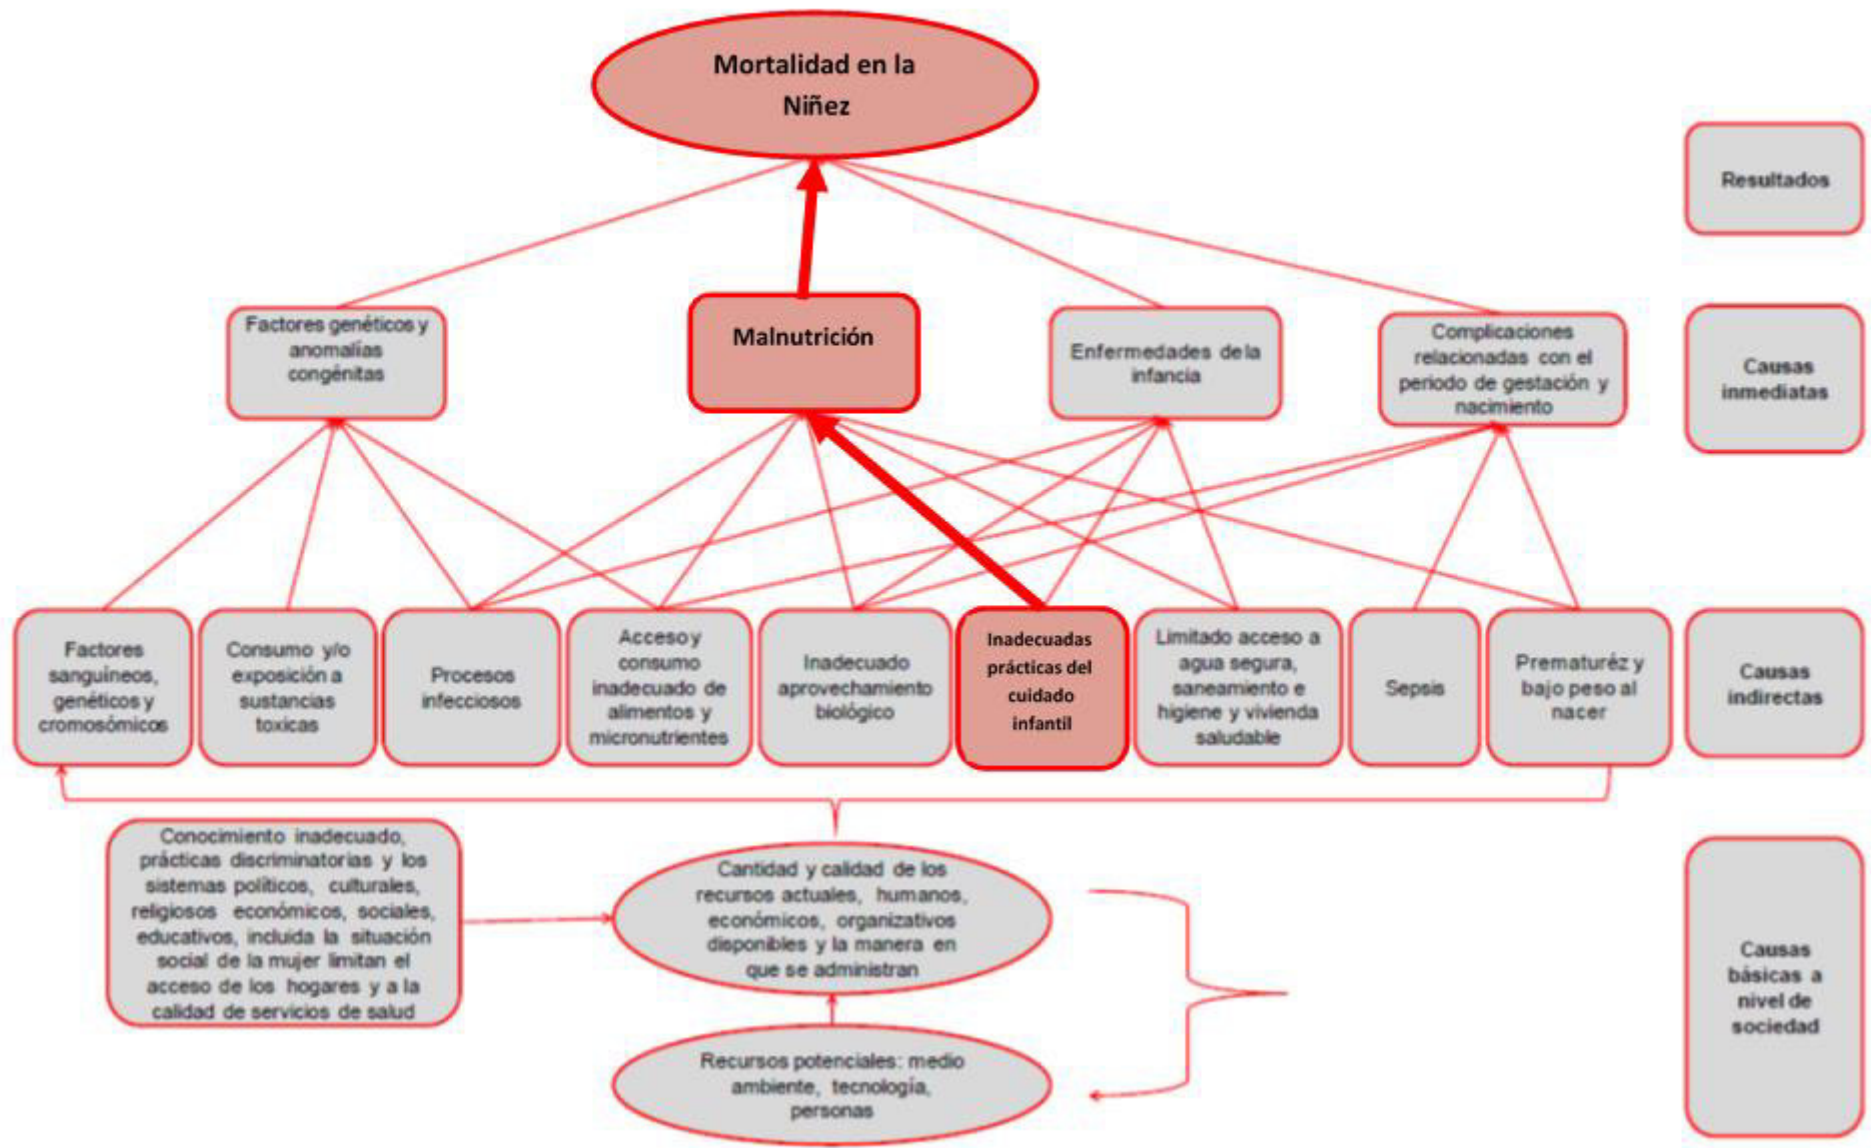 Mortalidad en la
Niñez
Resultados
Factores genéticos y
anomalías
congénitas
Malnutrición
Enfermedades dela
infancia
Complicaciones
relacionadas con el
periodo de gestación y
nacimiento
Causas
inmediatas
Factores
sanguíneos,
genéticos y
cromosómicos
Consumo y/o
exposición a
sustancias
toxicas
Procesos
infecciosos
Acceso y
consumo
inadecuado de
alimentos y
micronutrientes
Inadecuado
aprovechamiento
biológico
Inadecuadas
prácticas del
cuidado
infantil
Limitado acceso a
agua segura,
saneamiento e
higiene y vivienda
saludable
Sepsis
Prematuréz y
bajo peso al
nacer
Causas
indirectas
Conocimiento inadecuado,
prácticas discriminatorias y los
sistemas políticos, culturales,
religiosos económicos, sociales,
educativos, incluida la situación
social de la mujer limitan el
acceso de los hogares y a la
calidad de servicios de salud
Cantidad y calidad de los
recursos actuales, humanos,
económicos, organizativos
disponibles y la manera en
que se administran
Recursos potenciales: medio
ambiente, tecnología,
personas
Causas
básicas a
nivel de
sociedad